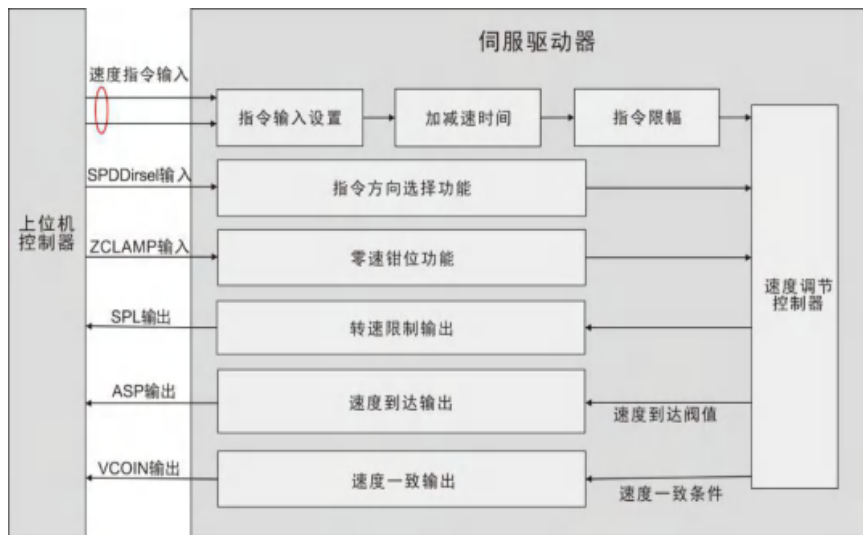 伺服驱动器
速度指令输入
指令输入设置
加减速时间
指令限幅
SPDDirsel输入
指令方向选择功能
上位机
控制器
ZCLAMP输入
零速钳位功能
速度调节
控制器
SPL输出
转速限制输出
ASP输出
速度到达输出
速度到达阀值
VCOIN输出
速度一致输出
速度一致条件